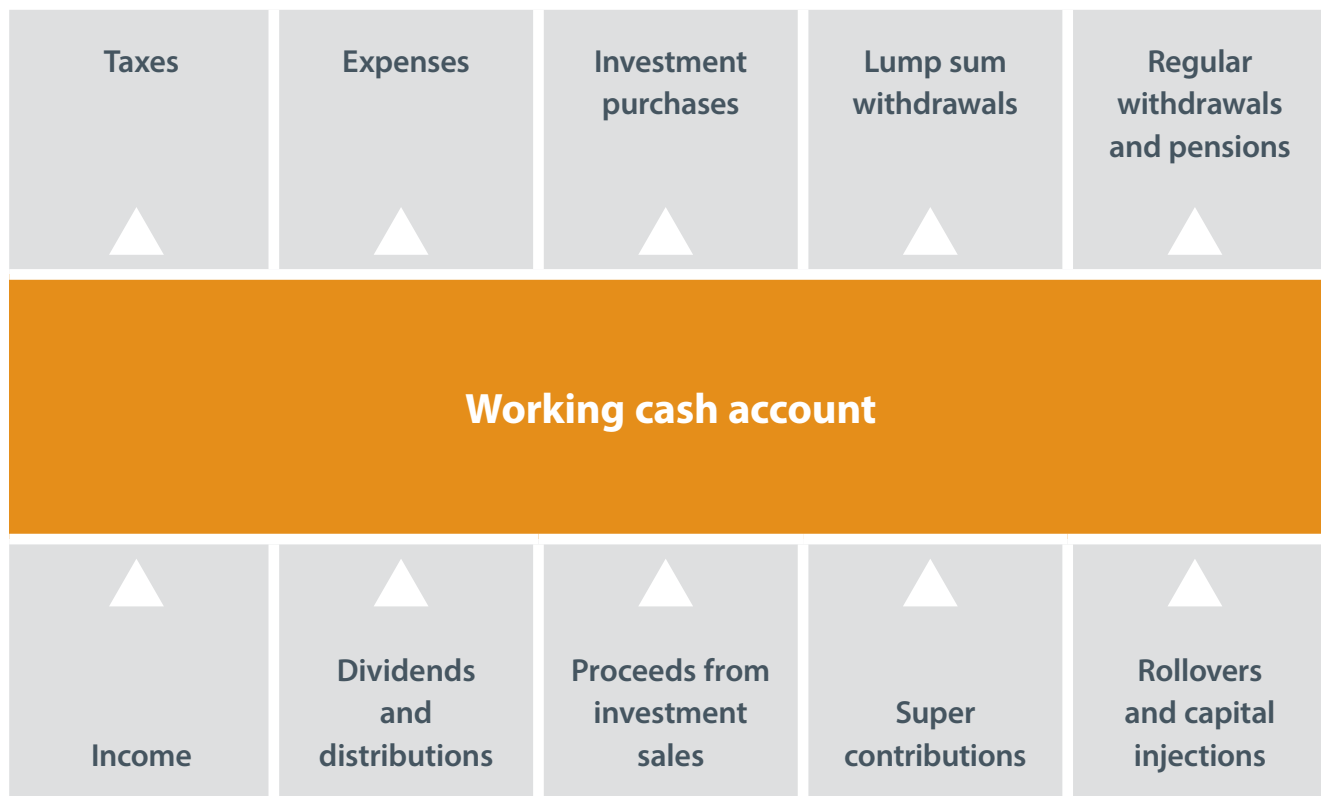 Taxes
Expenses
Investment
purchases
Lump sum
withdrawals
Regular
withdrawals
and pensions
Working cash account
Income
Dividends
and
distributions
Proceeds from
investment
sales
Super
contributions
Rollovers
and capital
injections